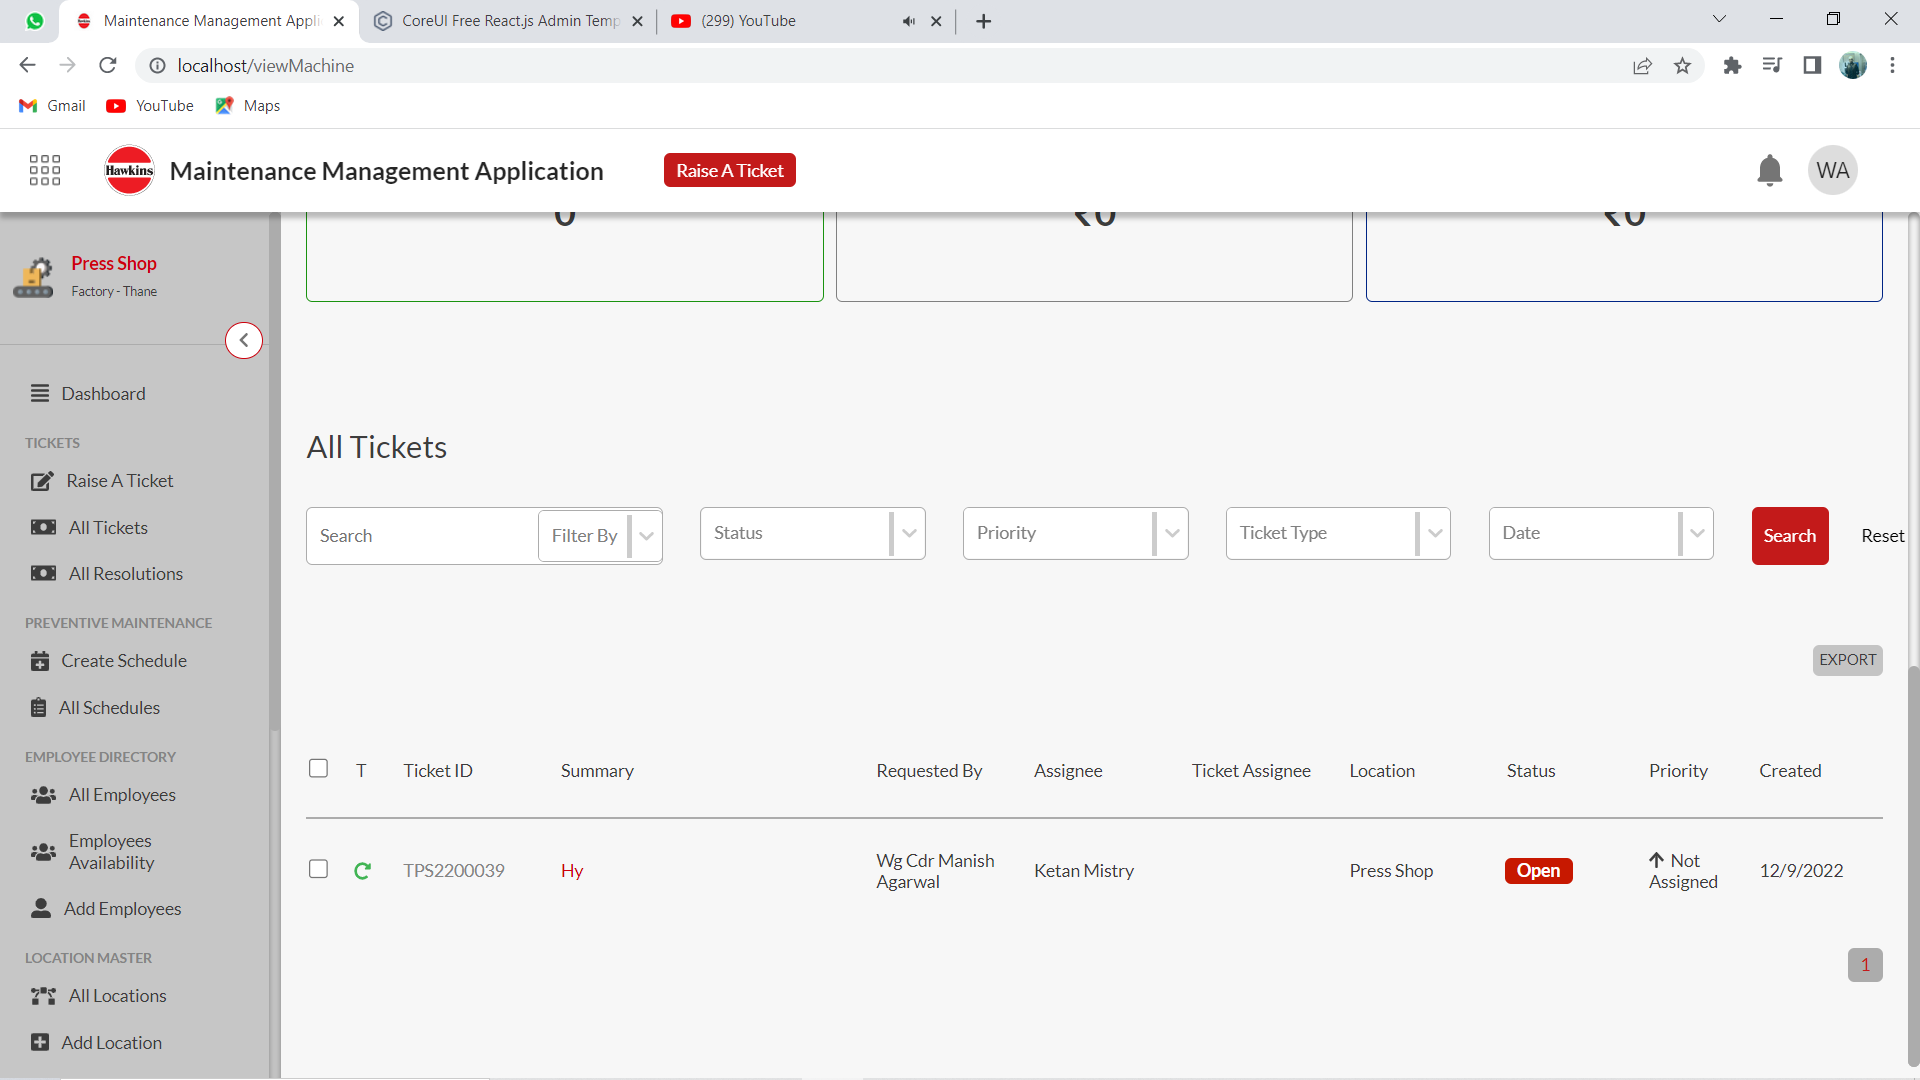 Maintenance Management Appli
CoreUI Free React.js Admin Temp
(299) YouTube
localhost/viewMachine
Gmail
YouTube
Maps
Hawkins
Maintenance Management Application
Raise A Ticket
WA
0
₹0
₹0
Press Shop
Factory - Thane
Dashboard
TICKETS
Raise A Ticket
All Tickets
All Resolutions
PREVENTIVE MAINTENANCE
Create Schedule
All Schedules
EMPLOYEE DIRECTORY
All Employees
Employees
Availability
Add Employees
LOCATION MASTER
All Locations
Add Location
All Tickets
Search
Filter By
Status
Priority
Ticket Type
Date
Search
Reset
EXPORT
T Ticket ID Summary Requested By Assignee Ticket Assignee Location Status Priority Created
TPS2200039 Hy Wg Cdr Manish Agarwal Ketan Mistry Press Shop Open Not Assigned 12/9/2022
1